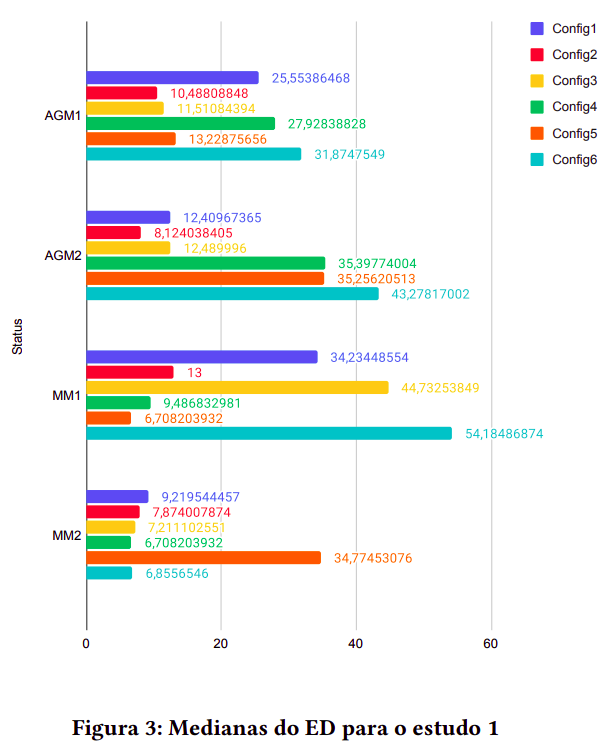 Config1
Config2
Config3
Config4
Config5
Config6
Status
AGM1
25,55386468
10,48808848
11,51084394
27,92838828
13,22875656
31,8747549
AGM2
12,40967365
8,124038405
12,489996
35,39774004
35,25620513
43,27817002
MM1
34,23448554
13
44,73253849
9,486832981
6,708203932
54,18486874
MM2
9,219544457
7,874007874
7,211102551
6,708203932
34,77453076
6,8556546
0 20 40 60
Figura 3: Medianas do ED para o estudo 1